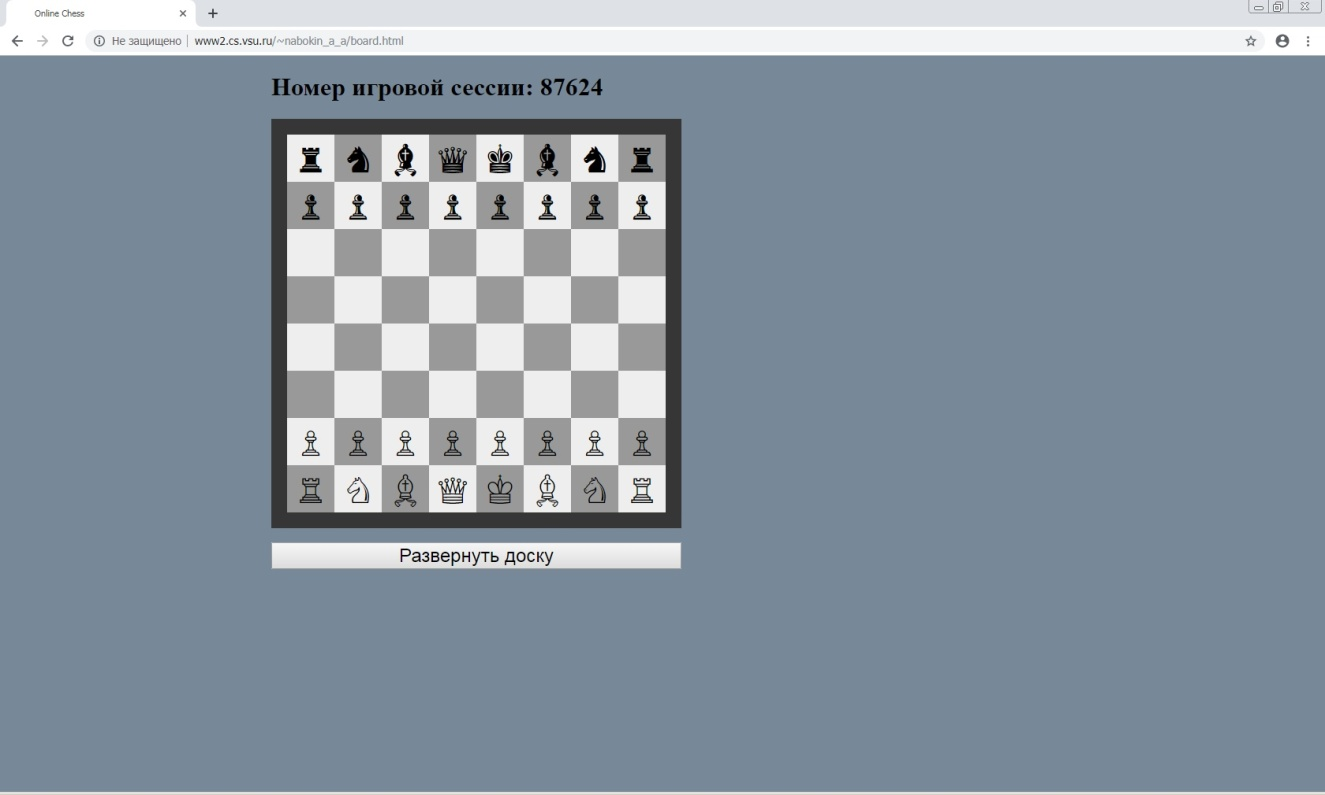 Online Chess
Не защищено | www2.cs.vsu.ru/~nabokin_a_a/board.html
Номер игровой сессии: 87624
Развернуть доску